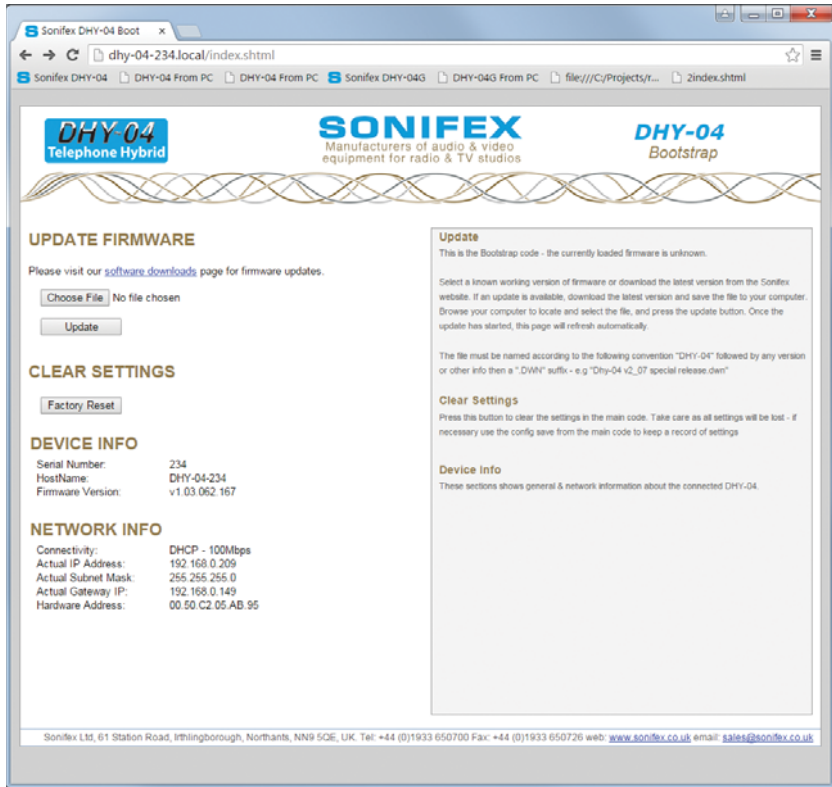 Sonifex DHY-04 Boot
dhy-04-234.local/index.shtml
Sonifex DHY-04 DHY-04 From PC DHY-04 From PC Sonifex DHY-04G DHY-04G From PC file:///C:/Projects/r... 2index.shtml
DHY-04
Telephone Hybrid
SONIFEX
Manufacturers of audio & video
equipment for radio & TV studios
DHY-04
Bootstrap
UPDATE FIRMWARE
Please visit our software downloads page for firmware updates.
Choose File No file chosen
Update
CLEAR SETTINGS
Factory Reset
DEVICE INFO
Serial Number: 234
HostName: DHY-04-234
Firmware Version: v1.03.062.167
NETWORK INFO
Connectivity: DHCP - 100Mbps
Actual IP Address: 192.168.0.209
Actual Subnet Mask: 255.255.255.0
Actual Gateway IP: 192.168.0.149
Hardware Address: 00.50.C2.05.AB.95
Update
This is the Bootstrap code - the currently loaded firmware is unknown.
Select a known working version of firmware or download the latest version from the Sonifex
website. If an update is available, download the latest version and save the file to your computer.
Browse your computer to locate and select the file, and press the update button. Once the
update has started, this page will refresh automatically.
The file must be named according to the following convention "DHY-04" followed by any version
or other info then a ".DWN" suffix - e.g "Dhy-04 v2_07 special release.dwn"
Clear Settings
Press this button to clear the settings in the main code. Take care as all settings will be lost - if
necessary use the config save from the main code to keep a record of settings
Device Info
These sections shows general & network information about the connected DHY-04.
Sonifex Ltd, 61 Station Road, Irthlingborough, Northants, NN9 5QE, UK. Tel: +44 (0)1933 650700 Fax: +44 (0)1933 650726 web: www.sonifex.co.uk email: sales@sonifex.co.uk